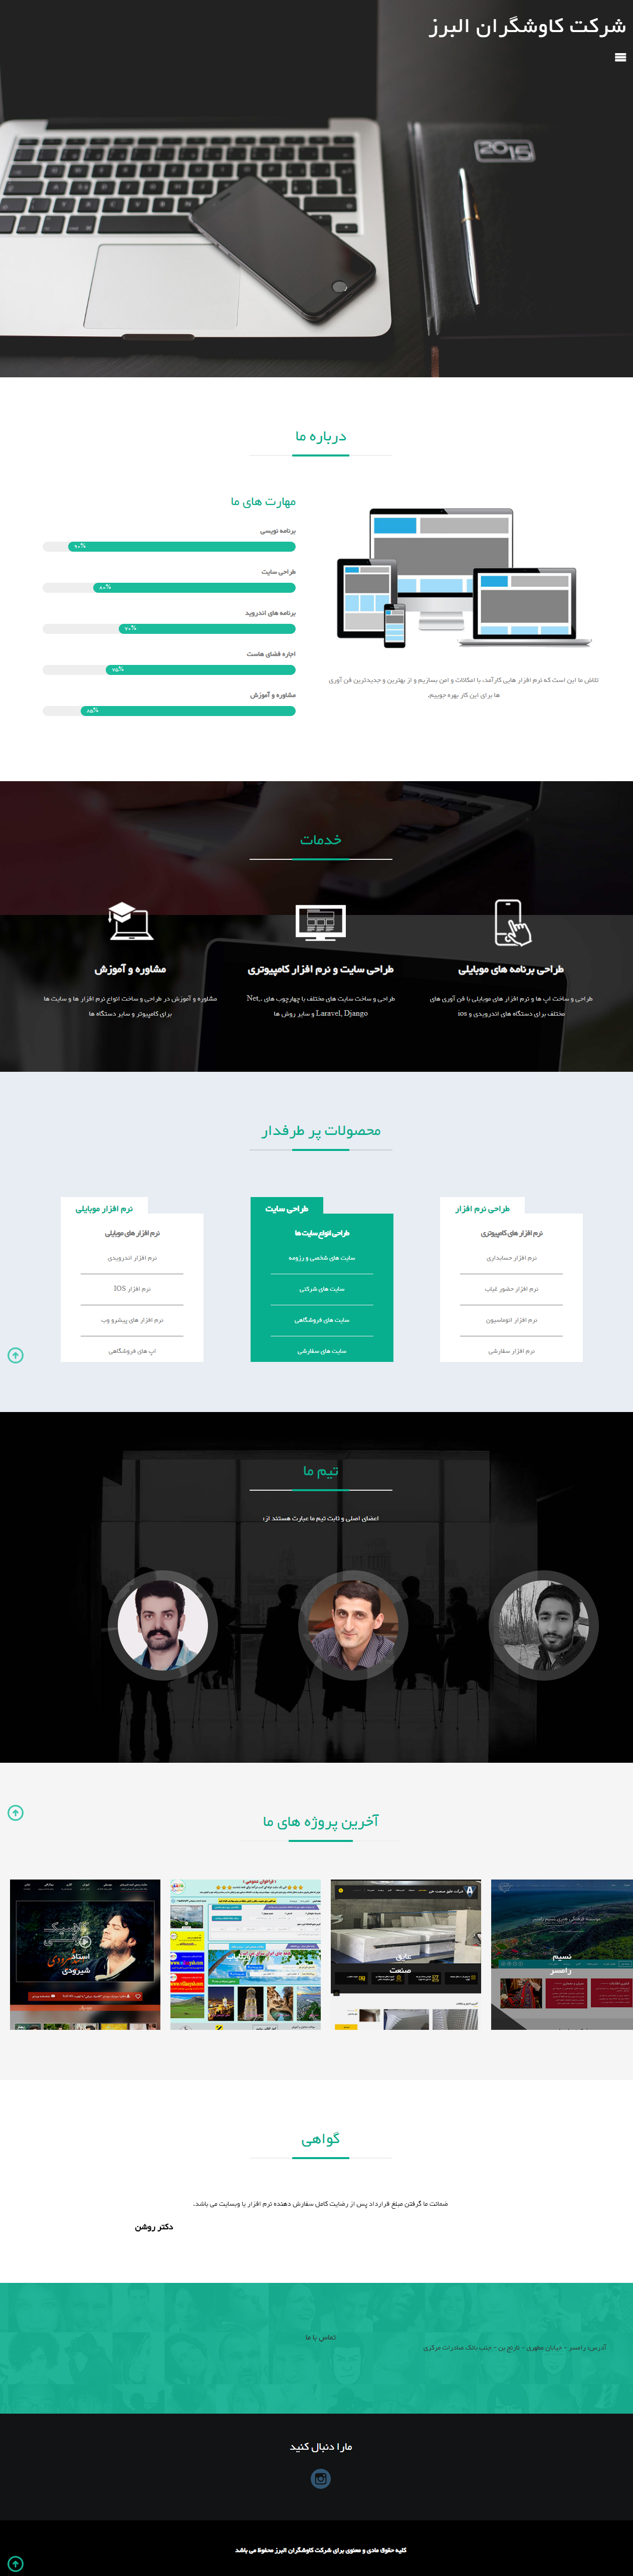 شرکت کاوشگران البرز
2015
درباره ما
تلاش ما این است که نرم افزار هایی کارآمد، با امکانات و امن بسازیم و از بهترین و جدیدترین فن آوری
ها برای این کار بهره جوییم.
مهارت های ما
برنامه نویسی
۹۰%
طراحی سایت
۸۰%
برنامه های اندروید
۷۰%
اجاره فضای هاست
۷۵%
مشاوره و آموزش
۸۵%
خدمات
طراحی برنامه های موبایلی
طراحی و ساخت اپ ها و نرم افزار های موبایلی با فن آوری های
مختلف برای دستگاه های اندرویدی و ios
طراحی سایت و نرم افزار کامپیوتری
طراحی و ساخت سایت های مختلف با چهارچوب های .Net,
Laravel, Django و سایر روش ها
مشاوره و آموزش
مشاوره و آموزش در طراحی و ساخت انواع نرم افزار ها و سایت ها
برای کامپیوتر و سایر دستگاه ها
محصولات پر طرفدار
طراحی نرم افزار
نرم افزار های کامپیوتری
نرم افزار حسابداری
نرم افزار حضور غیاب
نرم افزار اتوماسیون
نرم افزار سفارشی
طراحی سایت
طراحی انواع سایت ها
سایت های شخصی و رزومه
سایت های شرکتی
سایت های فروشگاهی
سایت های سفارشی
نرم افزار موبایلی
نرم افزار های موبایلی
نرم افزار اندرویدی
نرم افزار IOS
نرم افزار های پیشرو وب
اپ های فروشگاهی
تیم ما
اعضای اصلی و ثابت تیم ما عبارت هستند از:
آخرین پروژه های ما
نسیم
رامسر
عایق
صنعت
استاد
شیرودی
گواهی
ضمانت ما گرفتن مبلغ قرارداد پس از رضایت کامل سفارش دهنده نرم افزار یا وبسایت می باشد.
دکتر روشن
آدرس: رامسر - خیابان مطهری - نارنج بن - جنب بانک صادرات مرکزی
تماس با ما
مارا دنبال کنید
کلیه حقوق مادی و معنوی برای شرکت کاوشگران البرز محفوظ می باشد